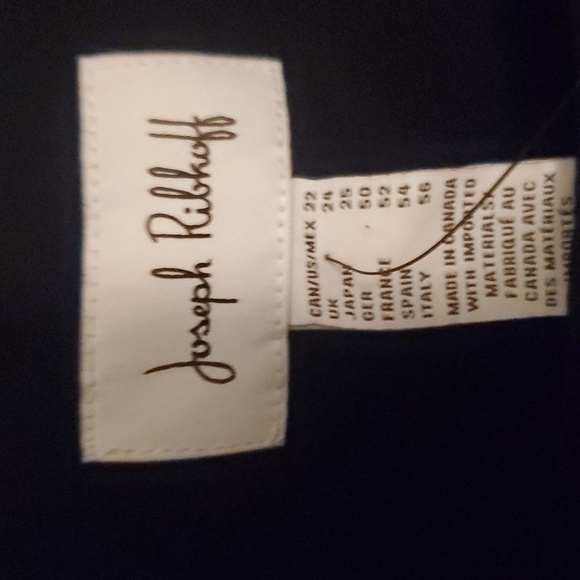 Joseph Ribkoff
CAN/US/MEX 22
UK 24
JAPAN 25
GER 50
FRANCE 52
SPAIN 54
ITALY 56
MADE IN CANADA
WITH IMPORTED
MATERIALS
FABRIQUÉ AU
CANADA AVEC
DES MATÉRIAUX
IMPORTÉS